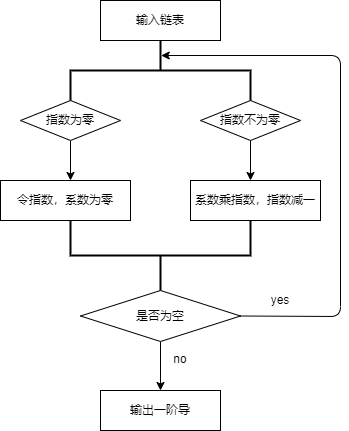 输入链表
指数为零
指数不为零
令指数，系数为零
系数乘指数，指数减一
是否为空
yes
no
输出一阶导